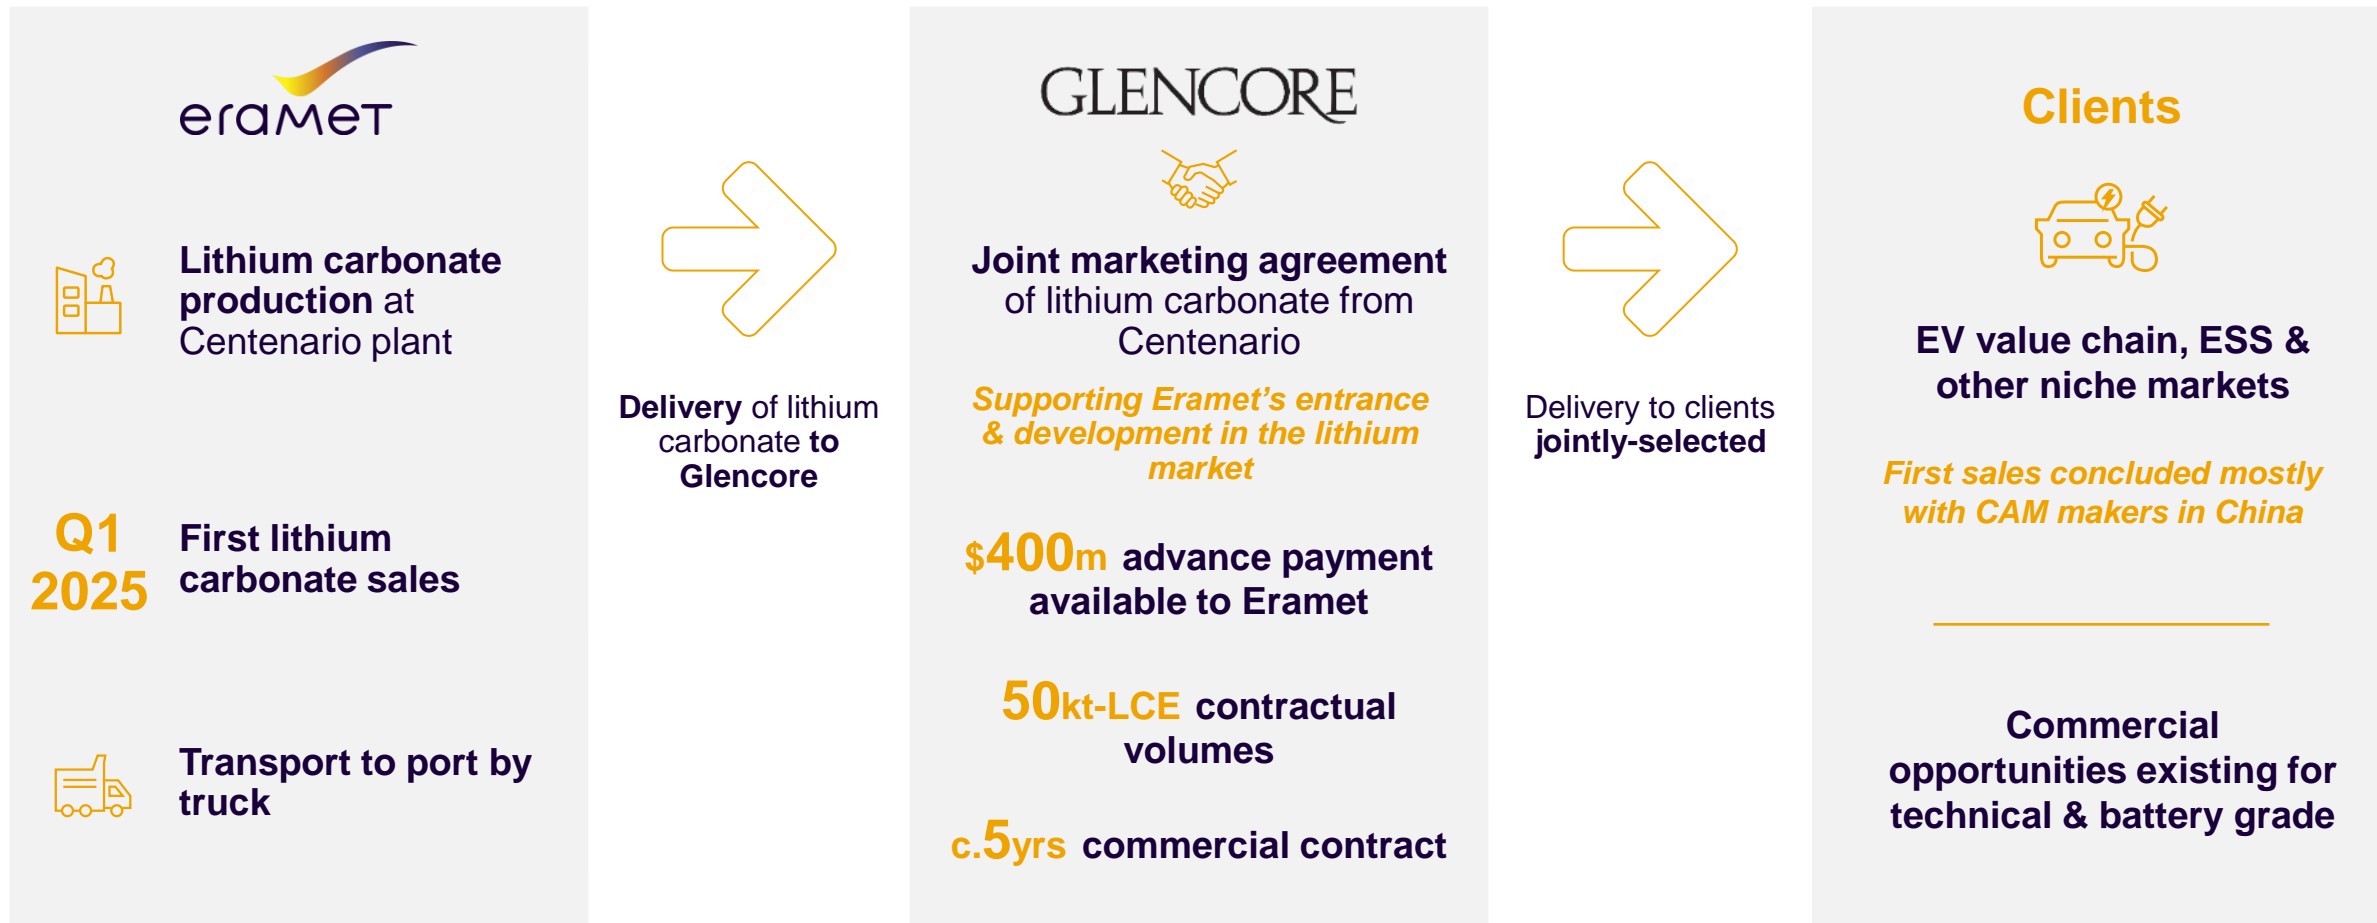 eramet
Lithium carbonate
production at
Centenario plant
Q1
2025
First lithium
carbonate sales
Transport to port by
truck
Delivery of lithium
carbonate to
Glencore
GLENCORE
Joint marketing agreement
of lithium carbonate from
Centenario
Supporting Eramet’s entrance
& development in the lithium
market
$400m advance payment
available to Eramet
50kt-LCE contractual
volumes
c.5yrs commercial contract
Delivery to clients
jointly-selected
Clients
EV value chain, ESS &
other niche markets
First sales concluded mostly
with CAM makers in China
Commercial
opportunities existing for
technical & battery grade